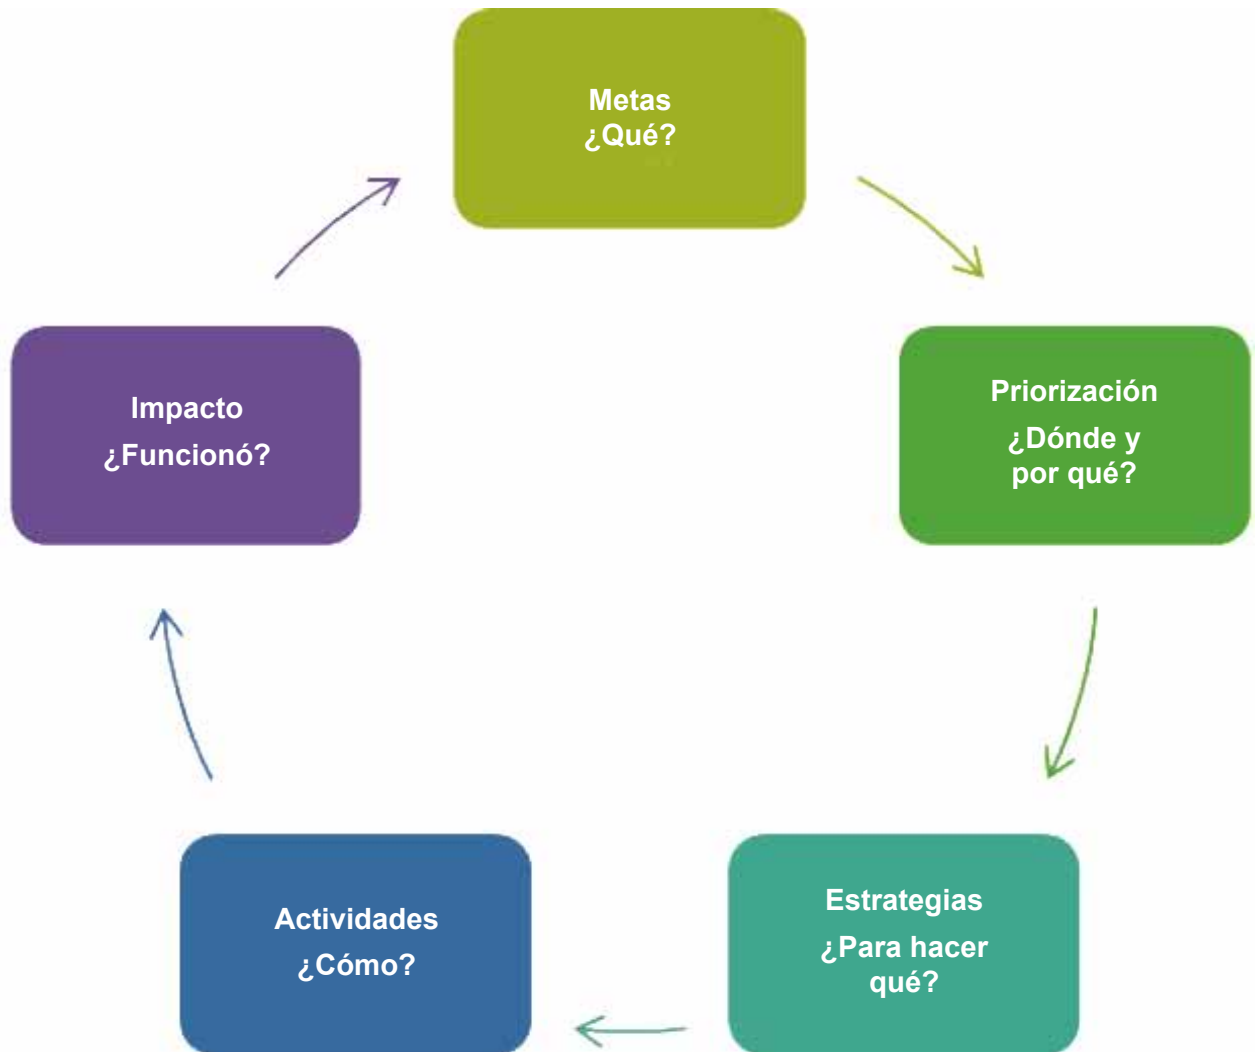 Metas
¿Qué?
Priorización
¿Dónde y
por qué?
Estrategias
¿Para hacer
qué?
Actividades
¿Cómo?
Impacto
¿Funcionó?